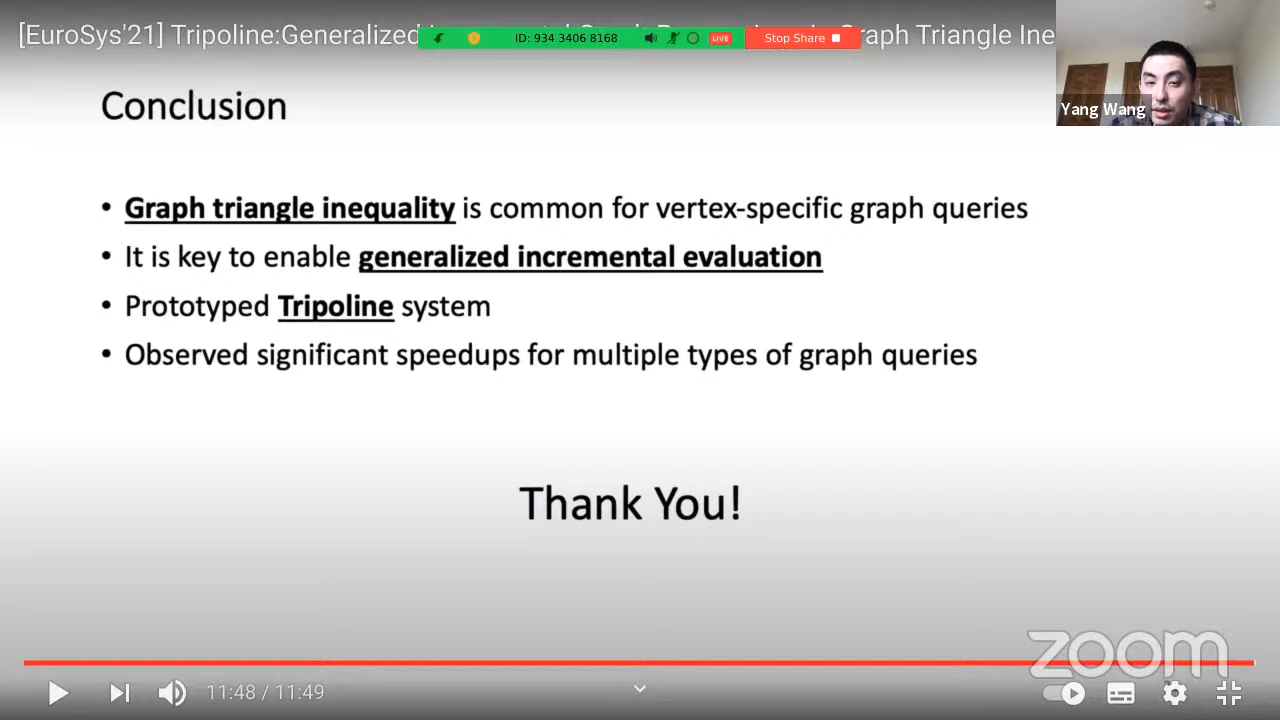 [EuroSys'21] Tripoline:Generalized
raph Triangle Ine
ID: 934 3406 8168
LIVE
Stop Share
Yang Wang
Conclusion
• Graph triangle inequality is common for vertex-specific graph queries
• It is key to enable generalized incremental evaluation
• Prototyped Tripoline system
• Observed significant speedups for multiple types of graph queries
Thank You!
zoom
11:48 / 11:49